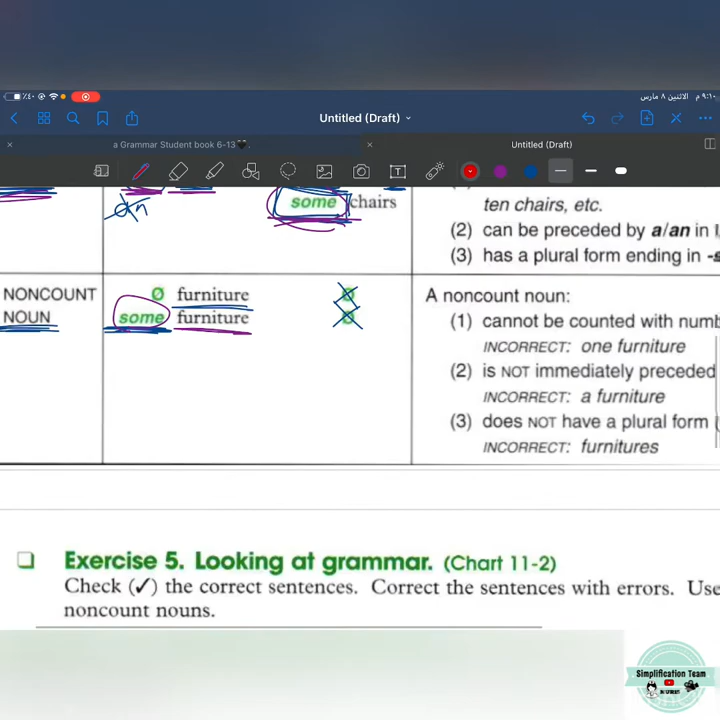 ٪٤٠
٩:١٠ م الاثنين ٨ مارس
Untitled (Draft)
a Grammar Student book 6-13🖤.
Untitled (Draft)
an
some chairs
ten chairs, etc.
(2) can be preceded by a/an in
(3) has a plural form ending in -s
NONCOUNT
NOUN
Ø furniture
some furniture
Ø
Ø
A noncount noun:
(1) cannot be counted with numb
INCORRECT: one furniture
(2) is NOT immediately preceded
INCORRECT: a furniture
(3) does NOT have a plural form
INCORRECT: furnitures
❑ Exercise 5. Looking at grammar. (Chart 11-2)
Check (✓) the correct sentences. Correct the sentences with errors. Use
noncount nouns.
Simplification Team